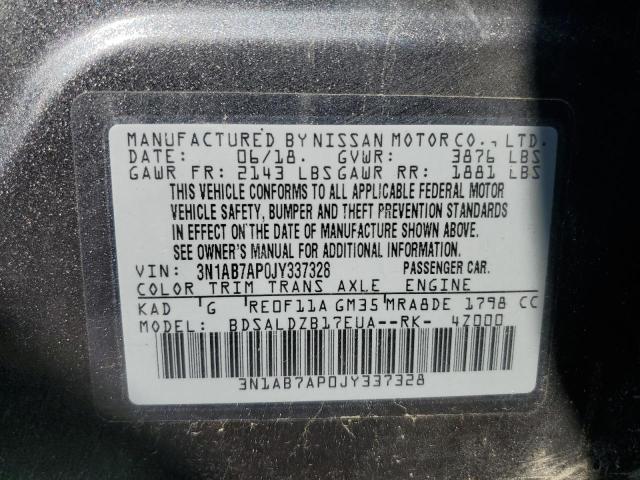 MANUFACTURED BY NISSAN MOTOR CO., LTD.
DATE: 06/18. GVWR: 3876 LBS
GAWR FR: 2143 LBS GAWR RR: 1881 LBS
THIS VEHICLE CONFORMS TO ALL APPLICABLE FEDERAL MOTOR
VEHICLE SAFETY, BUMPER AND THEFT PREVENTION STANDARDS
IN EFFECT ON THE DATE OF MANUFACTURE SHOWN ABOVE.
SEE OWNER'S MANUAL FOR ADDITIONAL INFORMATION.
VIN: 3N1AB7AP0JY337328 PASSENGER CAR.
COLOR TRIM TRANS AXLE ENGINE
KAD G RE0F11A GM35 MRA8DE 1798 CC
MODEL: BDSALDZB17EUA--RK- 4Z000
3N1AB7AP0JY337328